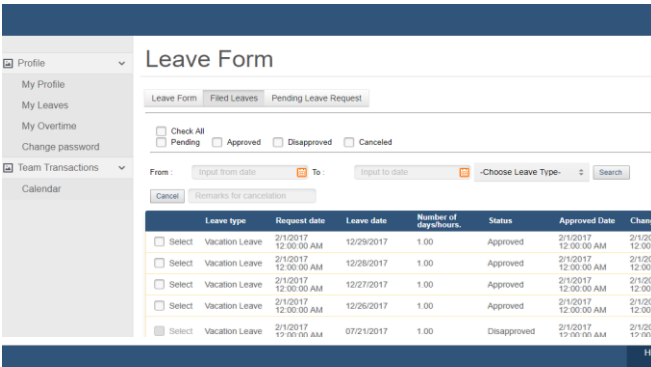 Leave Form
Profile
My Profile
My Leaves
My Overtime
Change password
Team Transactions
Calendar
Leave Form Filed Leaves Pending Leave Request
Check All
Pending Approved Disapproved Canceled
From : Input from date To : Input to date -Choose Leave Type- Search
Cancel Remarks for cancelation
Leave type Request date Leave date Number of days/hours. Status Approved Date
Select Vacation Leave 2/1/2017 12:00:00 AM 12/29/2017 1.00 Approved 2/1/2017 12:00:00 AM
Select Vacation Leave 2/1/2017 12:00:00 AM 12/28/2017 1.00 Approved 2/1/2017 12:00:00 AM
Select Vacation Leave 2/1/2017 12:00:00 AM 12/27/2017 1.00 Approved 2/1/2017 12:00:00 AM
Select Vacation Leave 2/1/2017 12:00:00 AM 12/26/2017 1.00 Approved 2/1/2017 12:00:00 AM
Select Vacation Leave 2/1/2017 12:00:00 AM 07/21/2017 1.00 Disapproved 2/1/2017 12:00:00 AM